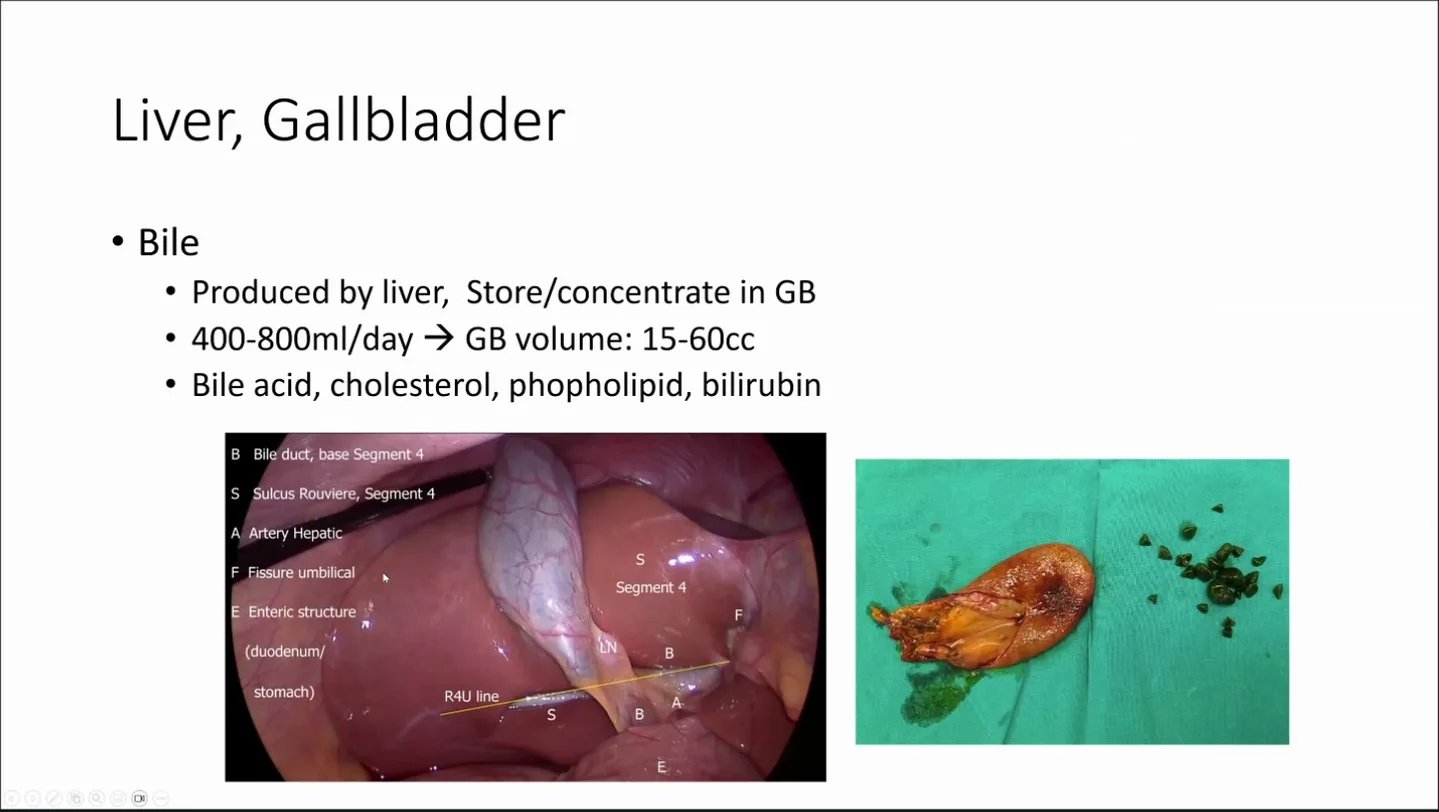 Liver, Gallbladder
• Bile
• Produced by liver, Store/concentrate in GB
• 400-800ml/day → GB volume: 15-60cc
• Bile acid, cholesterol, phopholipid, bilirubin
B Bile duct, base Segment 4
S Sulcus Rouviere, Segment 4
A Artery Hepatic
F Fissure umbilical
E Enteric structure
(duodenum/
stomach)
S
Segment 4
F
LN
B
R4U line
S
B
A
E